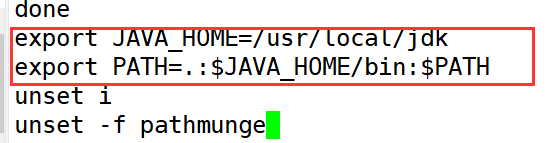 done
export JAVA_HOME=/usr/local/jdk
export PATH=.:$JAVA_HOME/bin:$PATH
unset i
unset -f pathmunge